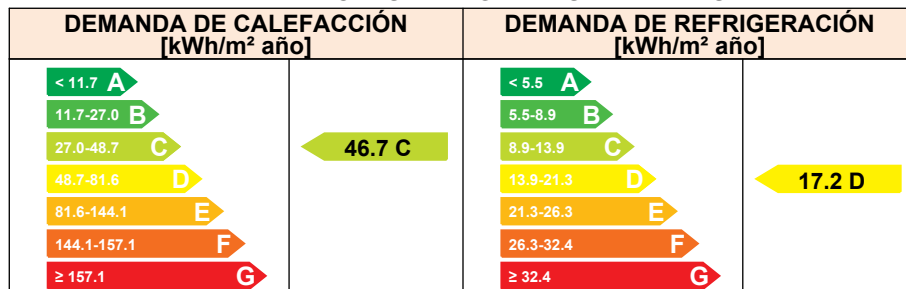 DEMANDA DE CALEFACCIÓN
[kWh/m² año]
DEMANDA DE REFRIGERACIÓN
[kWh/m² año]
< 11.7 A
11.7-27.0 B
27.0-48.7 C
48.7-81.6 D
81.6-144.1 E
144.1-157.1 F
≥ 157.1 G
46.7 C
< 5.5 A
5.5-8.9 B
8.9-13.9 C
13.9-21.3 D
21.3-26.3 E
26.3-32.4 F
≥ 32.4 G
17.2 D